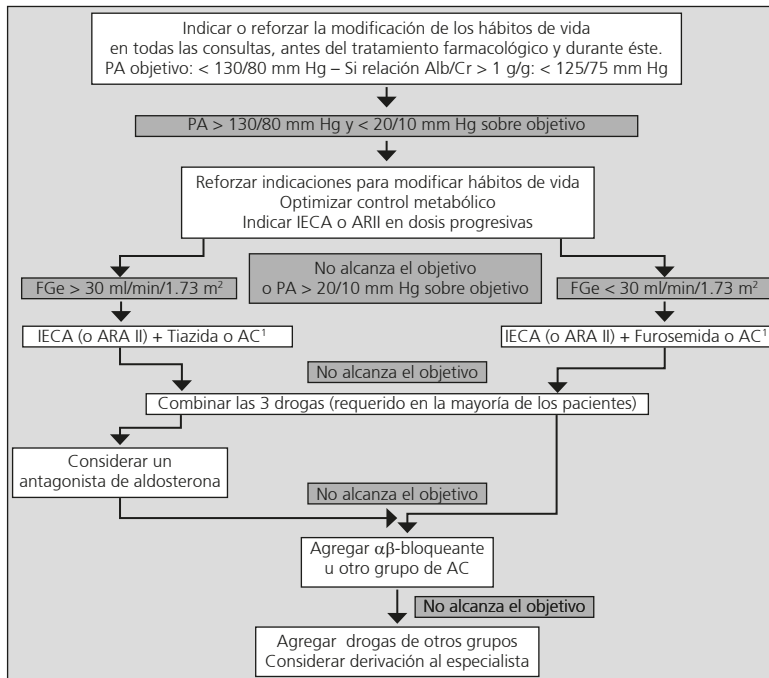 Indicar o reforzar la modificación de los hábitos de vida
en todas las consultas, antes del tratamiento farmacológico y durante éste.
PA objetivo: < 130/80 mm Hg – Si relación Alb/Cr > 1 g/g: < 125/75 mm Hg
PA > 130/80 mm Hg y < 20/10 mm Hg sobre objetivo
Reforzar indicaciones para modificar hábitos de vida
Optimizar control metabólico
Indicar IECA o ARII en dosis progresivas
No alcanza el objetivo
o PA > 20/10 mm Hg sobre objetivo
FGe > 30 ml/min/1.73 m²
FGe < 30 ml/min/1.73 m²
IECA (o ARA II) + Tiazida o AC¹
IECA (o ARA II) + Furosemida o AC¹
No alcanza el objetivo
Combinar las 3 drogas (requerido en la mayoría de los pacientes)
Considerar un
antagonista de aldosterona
No alcanza el objetivo
Agregar αβ-bloqueante
u otro grupo de AC
No alcanza el objetivo
Agregar drogas de otros grupos
Considerar derivación al especialista